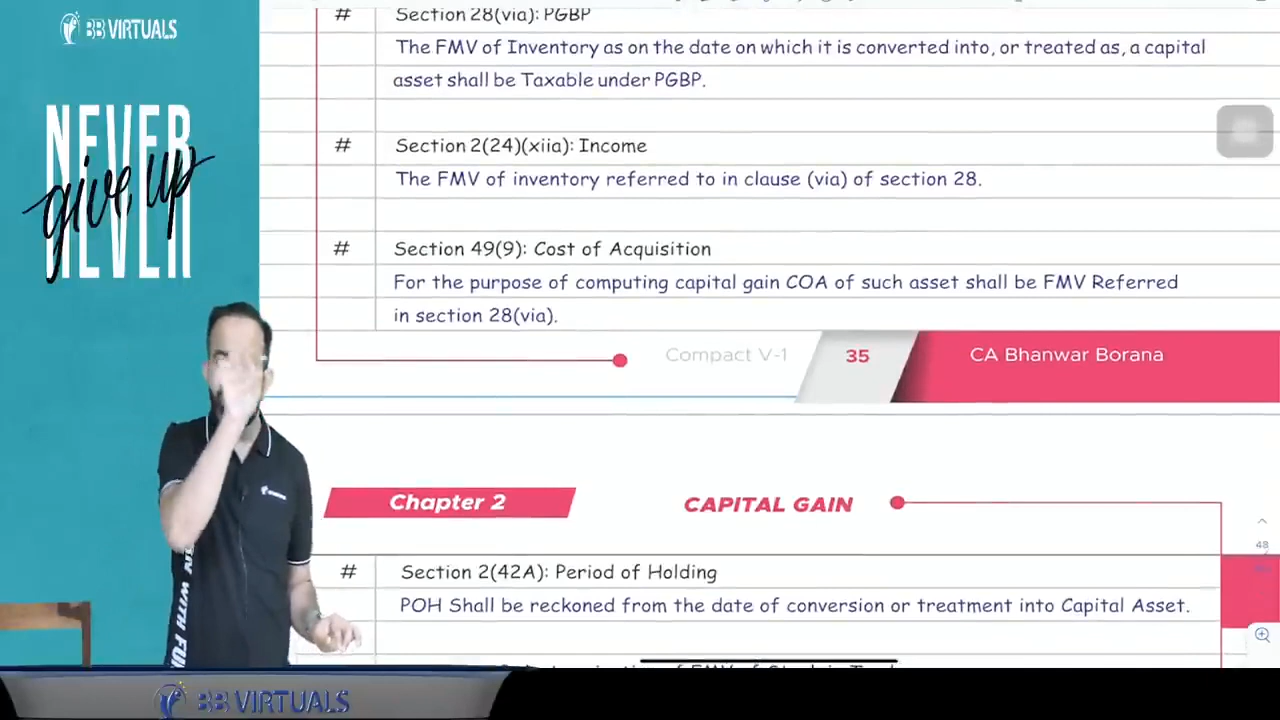 BB VIRTUALS
NEVER
give up
NEVER
# Section 28(via): PGBP
The FMV of Inventory as on the date on which it is converted into, or treated as, a capital
asset shall be Taxable under PGBP.
# Section 2(24)(xiia): Income
The FMV of inventory referred to in clause (via) of section 28.
# Section 49(9): Cost of Acquisition
For the purpose of computing capital gain COA of such asset shall be FMV Referred
in section 28(via).
Compact V-1 35 CA Bhanwar Borana
Chapter 2 CAPITAL GAIN
48
# Section 2(42A): Period of Holding
POH Shall be reckoned from the date of conversion or treatment into Capital Asset.
WITH
BB VIRTUALS